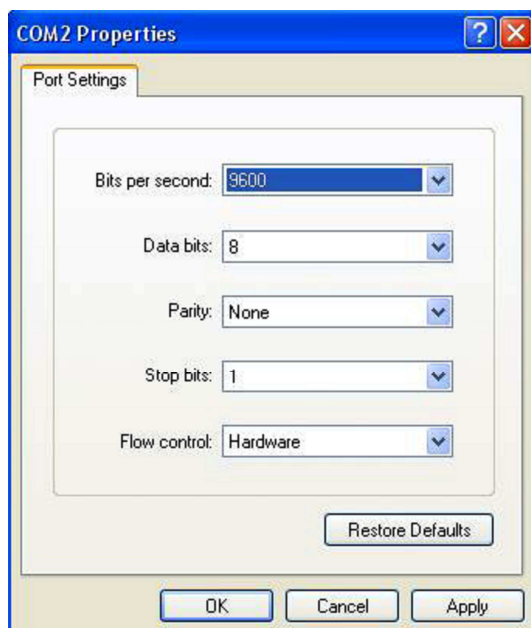 COM2 Properties
Port Settings
Bits per second: 9600
Data bits: 8
Parity: None
Stop bits: 1
Flow control: Hardware
Restore Defaults
OK Cancel Apply